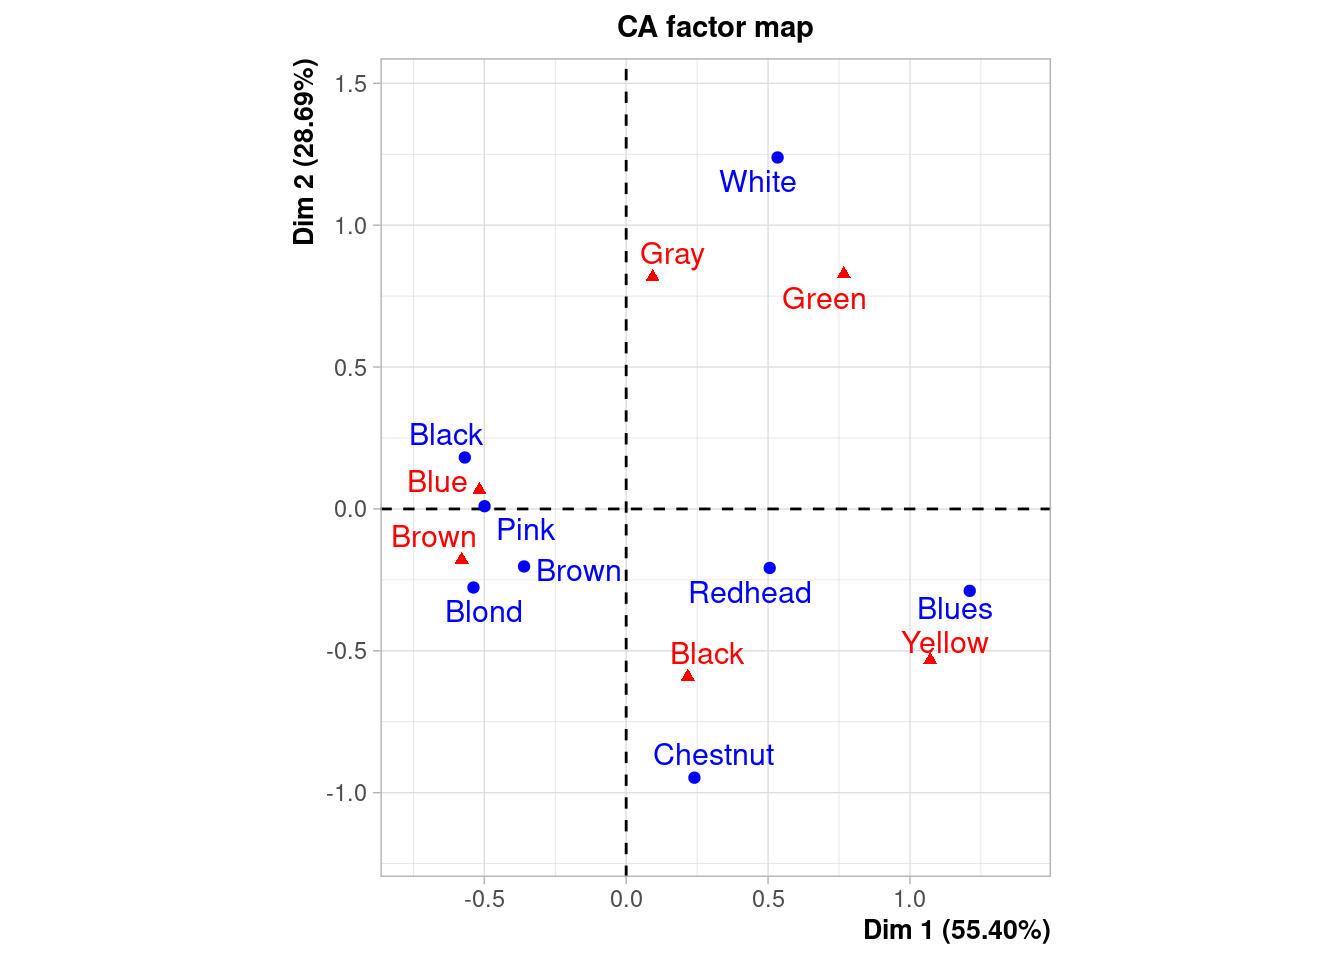 CA factor map
Dim 2 (28.69%)
1.5
1.0
0.5
0.0
-0.5
-1.0
White
Gray
Green
Black
Blue
Pink
Brown
Brown
Blond
Redhead
Blues
Yellow
Black
Chestnut
-0.5
0.0
0.5
1.0
Dim 1 (55.40%)